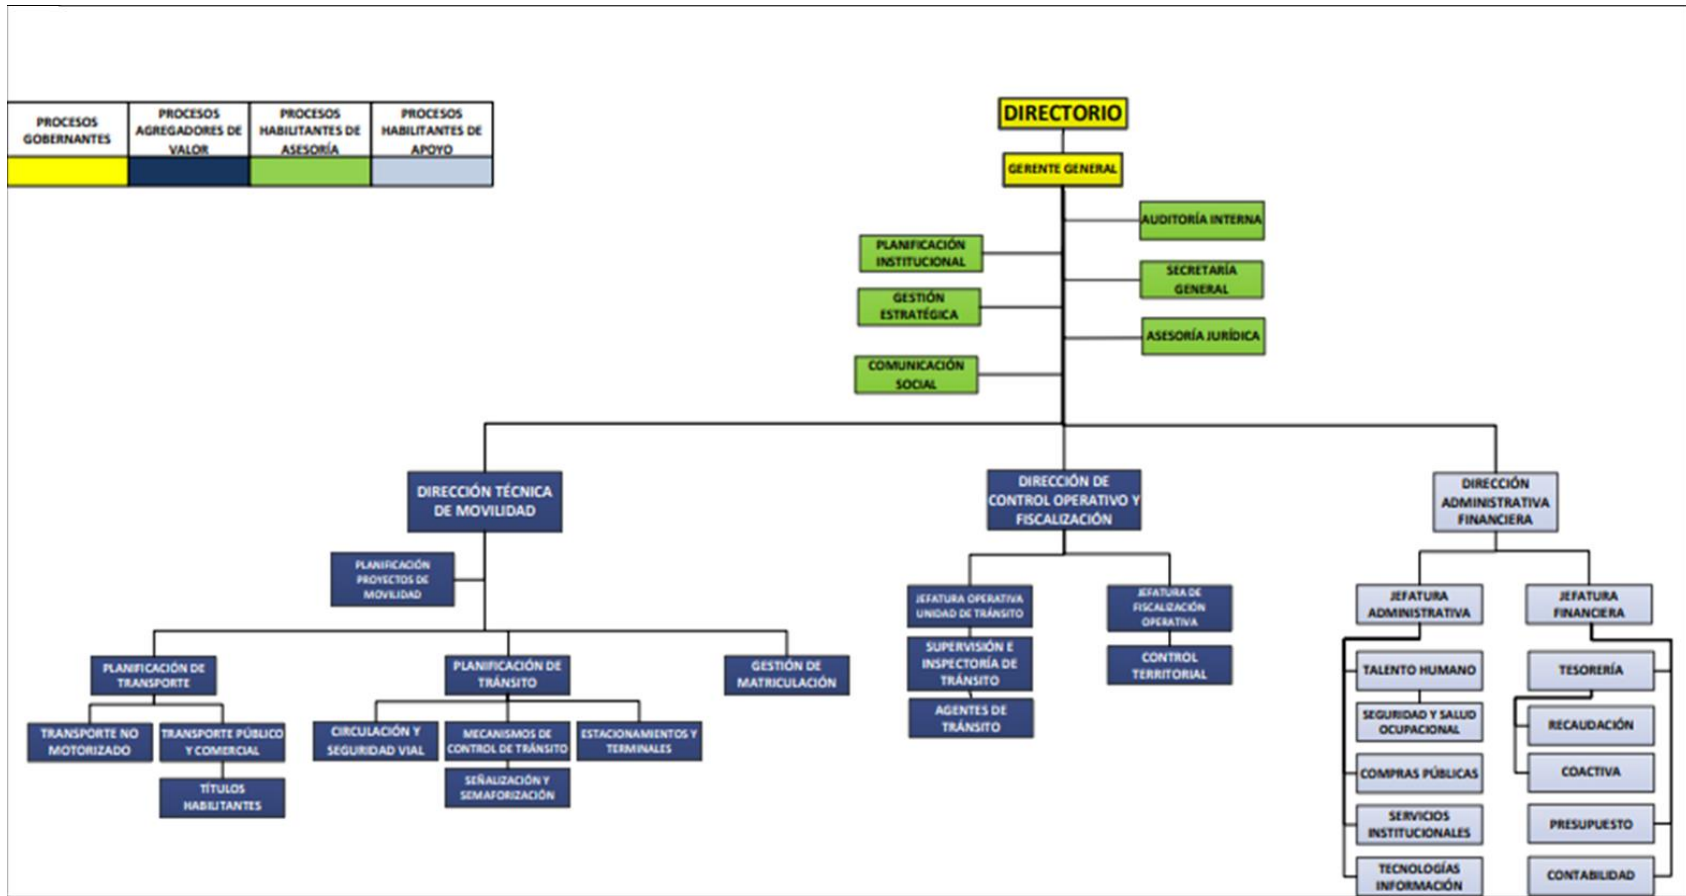 PROCESOS
GOBERNANTES
PROCESOS
AGREGADORES DE
VALOR
PROCESOS
HABILITANTES DE
ASESORÍA
PROCESOS
HABILITANTES DE
APOYO
DIRECTORIO
GERENTE GENERAL
AUDITORÍA INTERNA
PLANIFICACIÓN
INSTITUCIONAL
SECRETARÍA
GENERAL
GESTIÓN
ESTRATÉGICA
ASESORÍA JURÍDICA
COMUNICACIÓN
SOCIAL
DIRECCIÓN TÉCNICA
DE MOVILIDAD
DIRECCIÓN DE
CONTROL OPERATIVO Y
FISCALIZACIÓN
DIRECCIÓN
ADMINISTRATIVA
FINANCIERA
PLANIFICACIÓN
PROYECTOS DE
MOVILIDAD
PLANIFICACIÓN DE
TRANSPORTE
PLANIFICACIÓN DE
TRÁNSITO
GESTIÓN DE
MATRICULACIÓN
TRANSPORTE NO
MOTORIZADO
TRANSPORTE PÚBLICO
Y COMERCIAL
TÍTULOS
HABILITANTES
CIRCULACIÓN Y
SEGURIDAD VIAL
MECANISMOS DE
CONTROL DE TRÁNSITO
ESTACIONAMIENTOS Y
TERMINALES
SEÑALIZACIÓN Y
SEMAFORIZACIÓN
JEFATURA OPERATIVA
UNIDAD DE TRÁNSITO
SUPERVISIÓN E
INSPECTORÍA DE
TRÁNSITO
AGENTES DE
TRÁNSITO
JEFATURA DE
FISCALIZACIÓN
OPERATIVA
CONTROL
TERRITORIAL
JEFATURA
ADMINISTRATIVA
TALENTO HUMANO
SEGURIDAD Y SALUD
OCUPACIONAL
COMPRAS PÚBLICAS
SERVICIOS
INSTITUCIONALES
TECNOLOGÍAS
INFORMACIÓN
JEFATURA
FINANCIERA
TESORERÍA
RECAUDACIÓN
COACTIVA
PRESUPUESTO
CONTABILIDAD